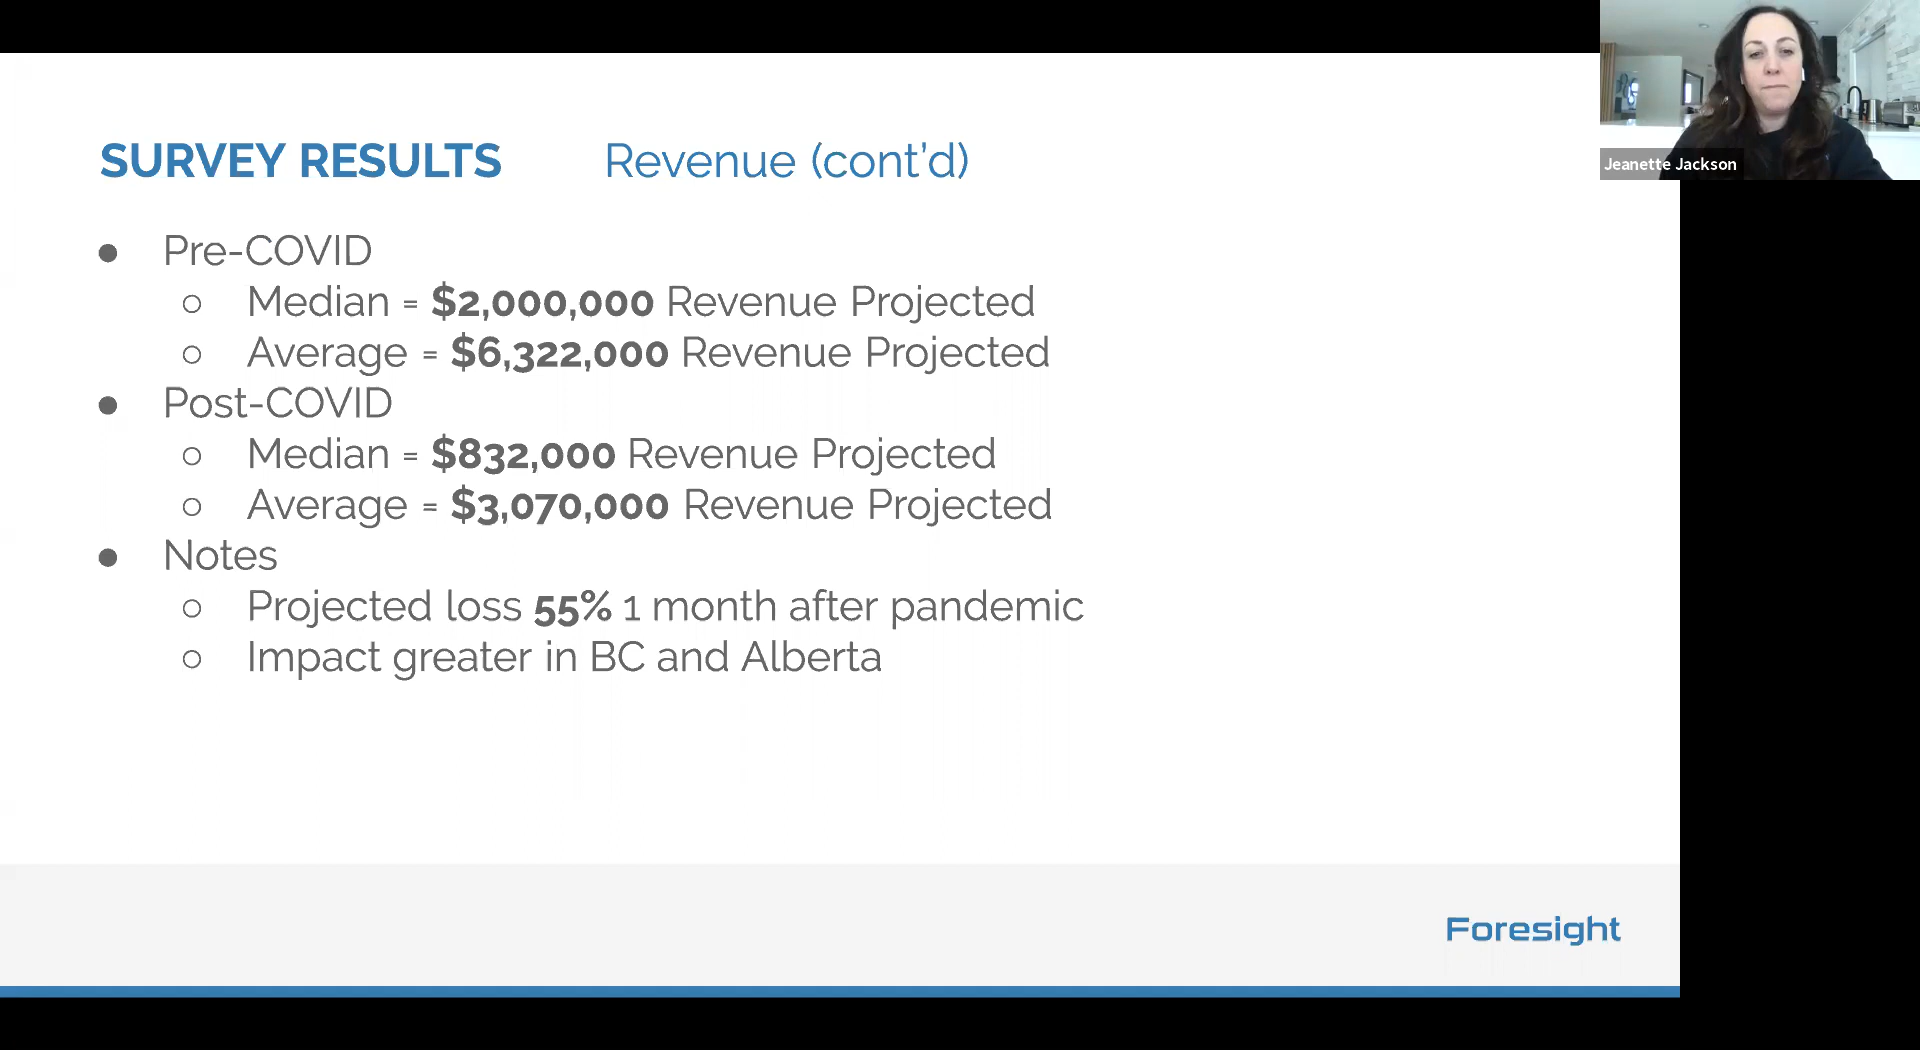 Jeanette Jackson
SURVEY RESULTS Revenue (cont'd)
● Pre-COVID
○ Median = $2,000,000 Revenue Projected
○ Average = $6,322,000 Revenue Projected
● Post-COVID
○ Median = $832,000 Revenue Projected
○ Average = $3,070,000 Revenue Projected
● Notes
○ Projected loss 55% 1 month after pandemic
○ Impact greater in BC and Alberta
Foresight